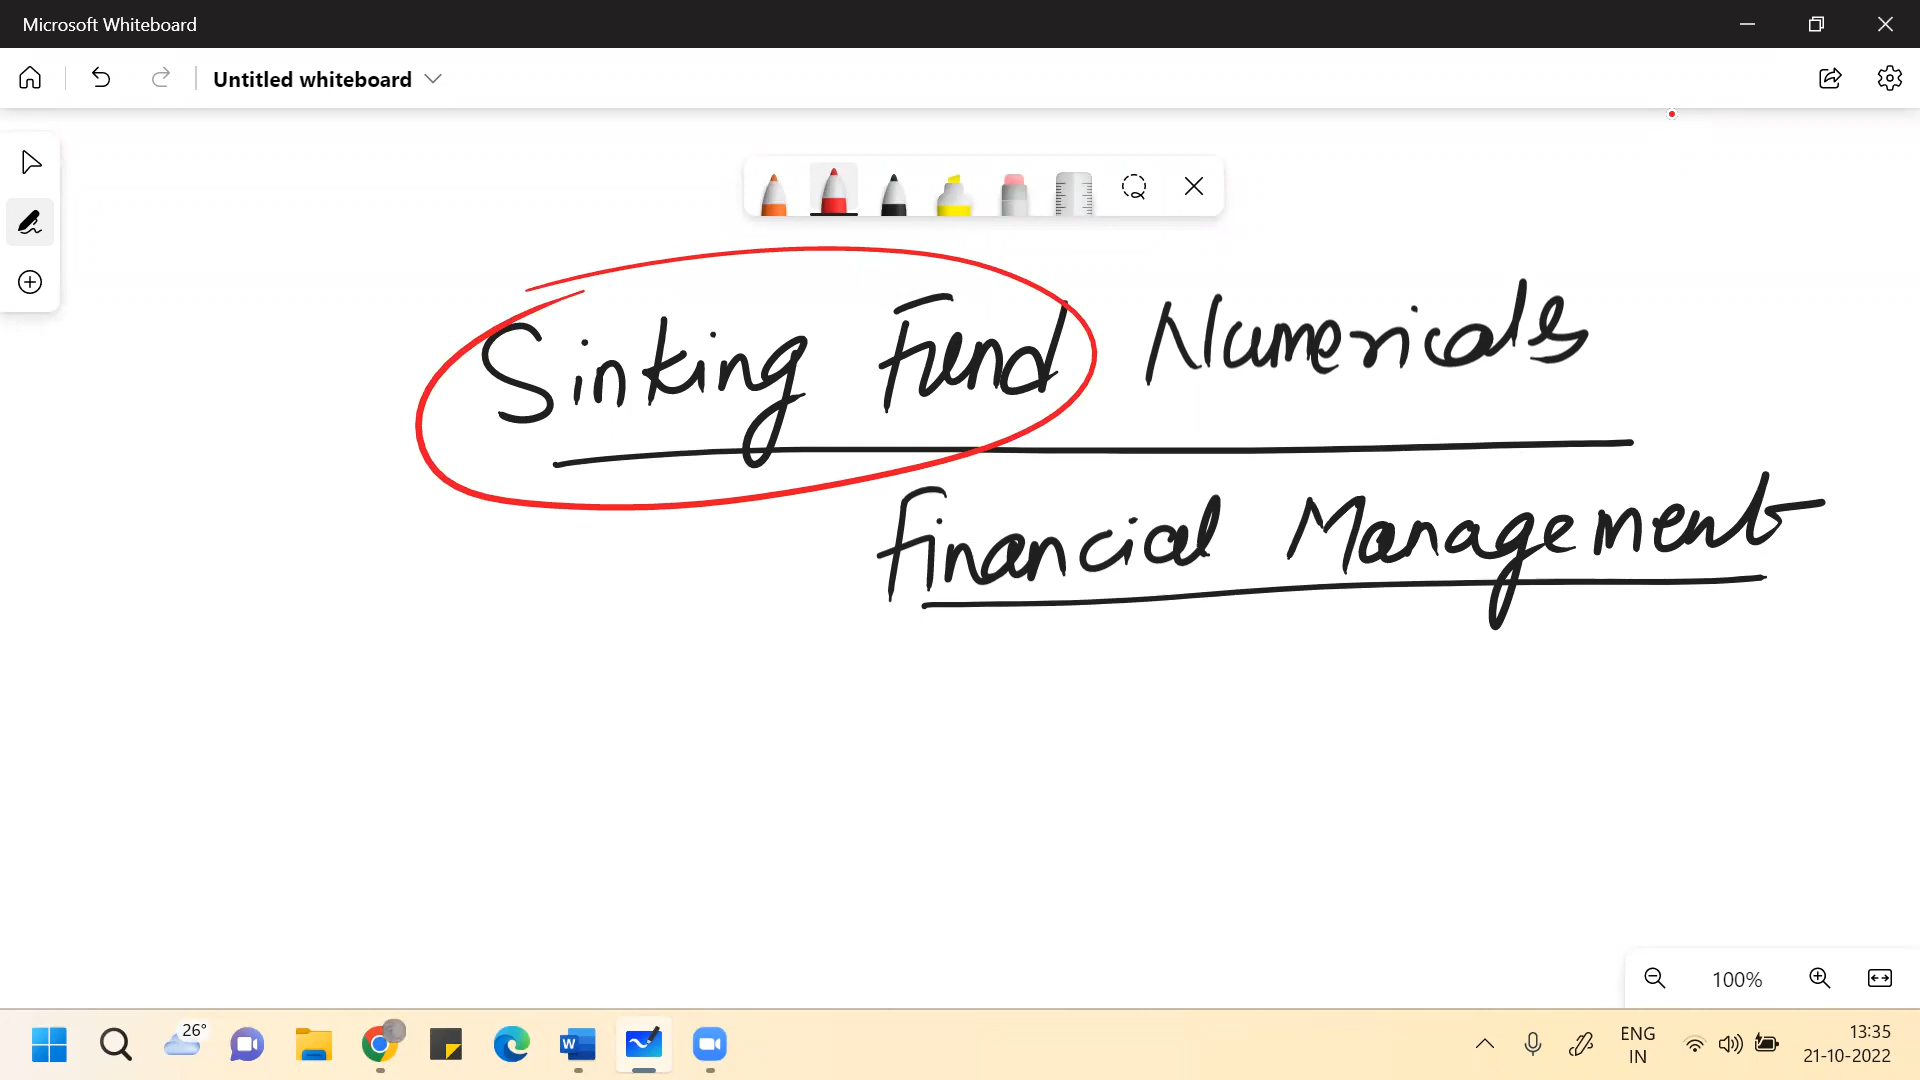 Microsoft Whiteboard
Untitled whiteboard
Sinking Fund Numericals
Financial Management
100%
26°
ENG
IN
13:35
21-10-2022